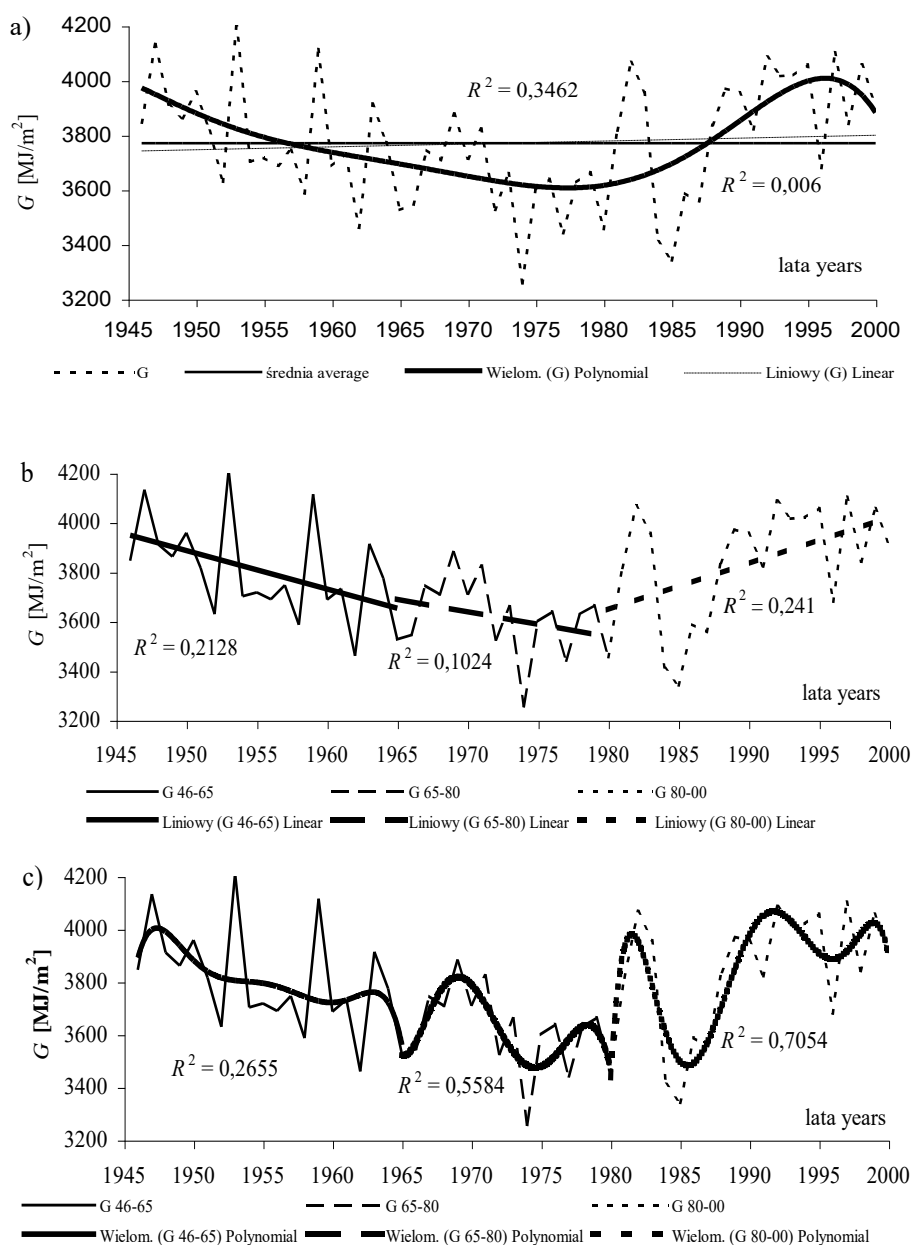 a)
G [MJ/m²]
4200
4000
3800
3600
3400
3200
R² = 0,3462
R² = 0,006
lata years
1945 1950 1955 1960 1965 1970 1975 1980 1985 1990 1995 2000
G średnia average Wielom. (G) Polynomial Liniowy (G) Linear
b
G [MJ/m²]
4200
4000
3800
3600
3400
3200
R² = 0,2128
R² = 0,1024
R² = 0,241
lata years
1945 1950 1955 1960 1965 1970 1975 1980 1985 1990 1995 2000
G 46-65 G 65-80 G 80-00
Liniowy (G 46-65) Linear Liniowy (G 65-80) Linear Liniowy (G 80-00) Linear
c)
G [MJ/m²]
4200
4000
3800
3600
3400
3200
R² = 0,2655
R² = 0,5584
R² = 0,7054
lata years
1945 1950 1955 1960 1965 1970 1975 1980 1985 1990 1995 2000
G 46-65 G 65-80 G 80-00
Wielom. (G 46-65) Polynomial Wielom. (G 65-80) Polynomial Wielom. (G 80-00) Polynomial